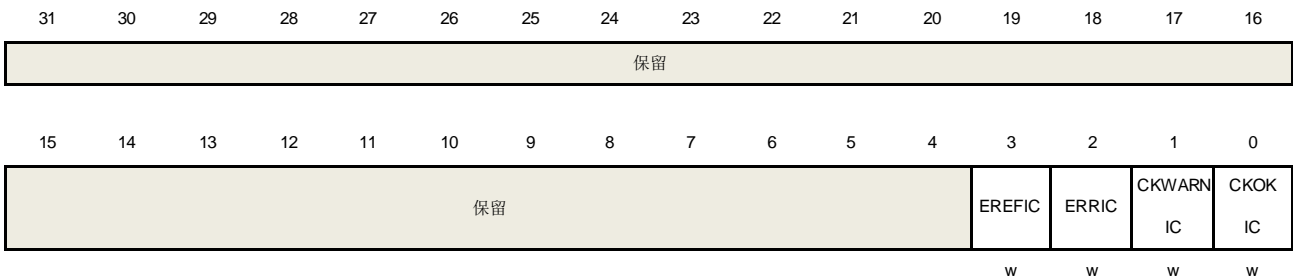 31 30 29 28 27 26 25 24 23 22 21 20 19 18 17 16
保留
15 14 13 12 11 10 9 8 7 6 5 4 3 2 1 0
保留 EREFIC ERRIC CKWARN IC CKOK IC
w w w w